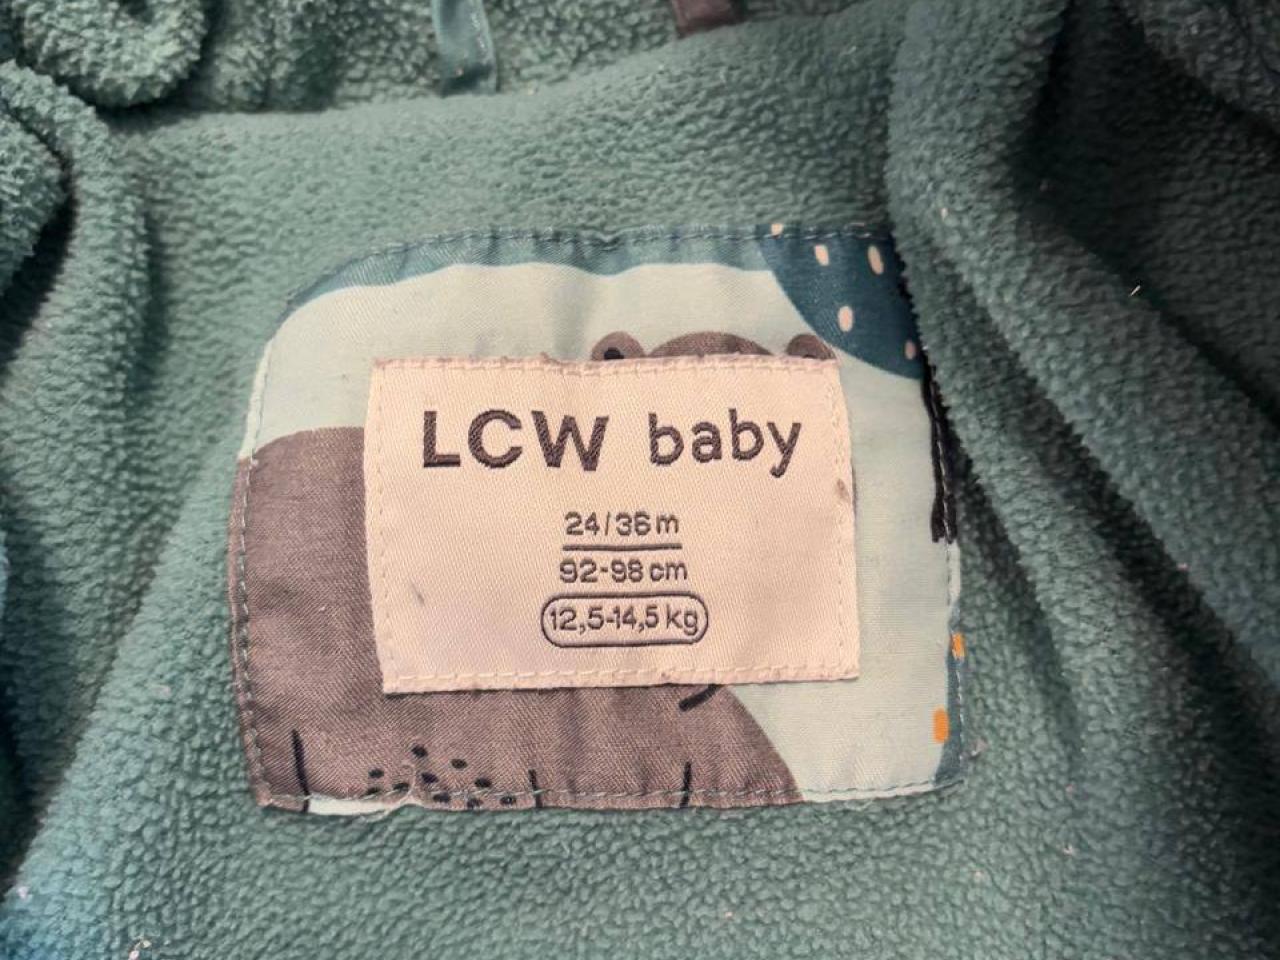 LCW baby
24/36 m
92-98 cm
12,5-14,5 kg